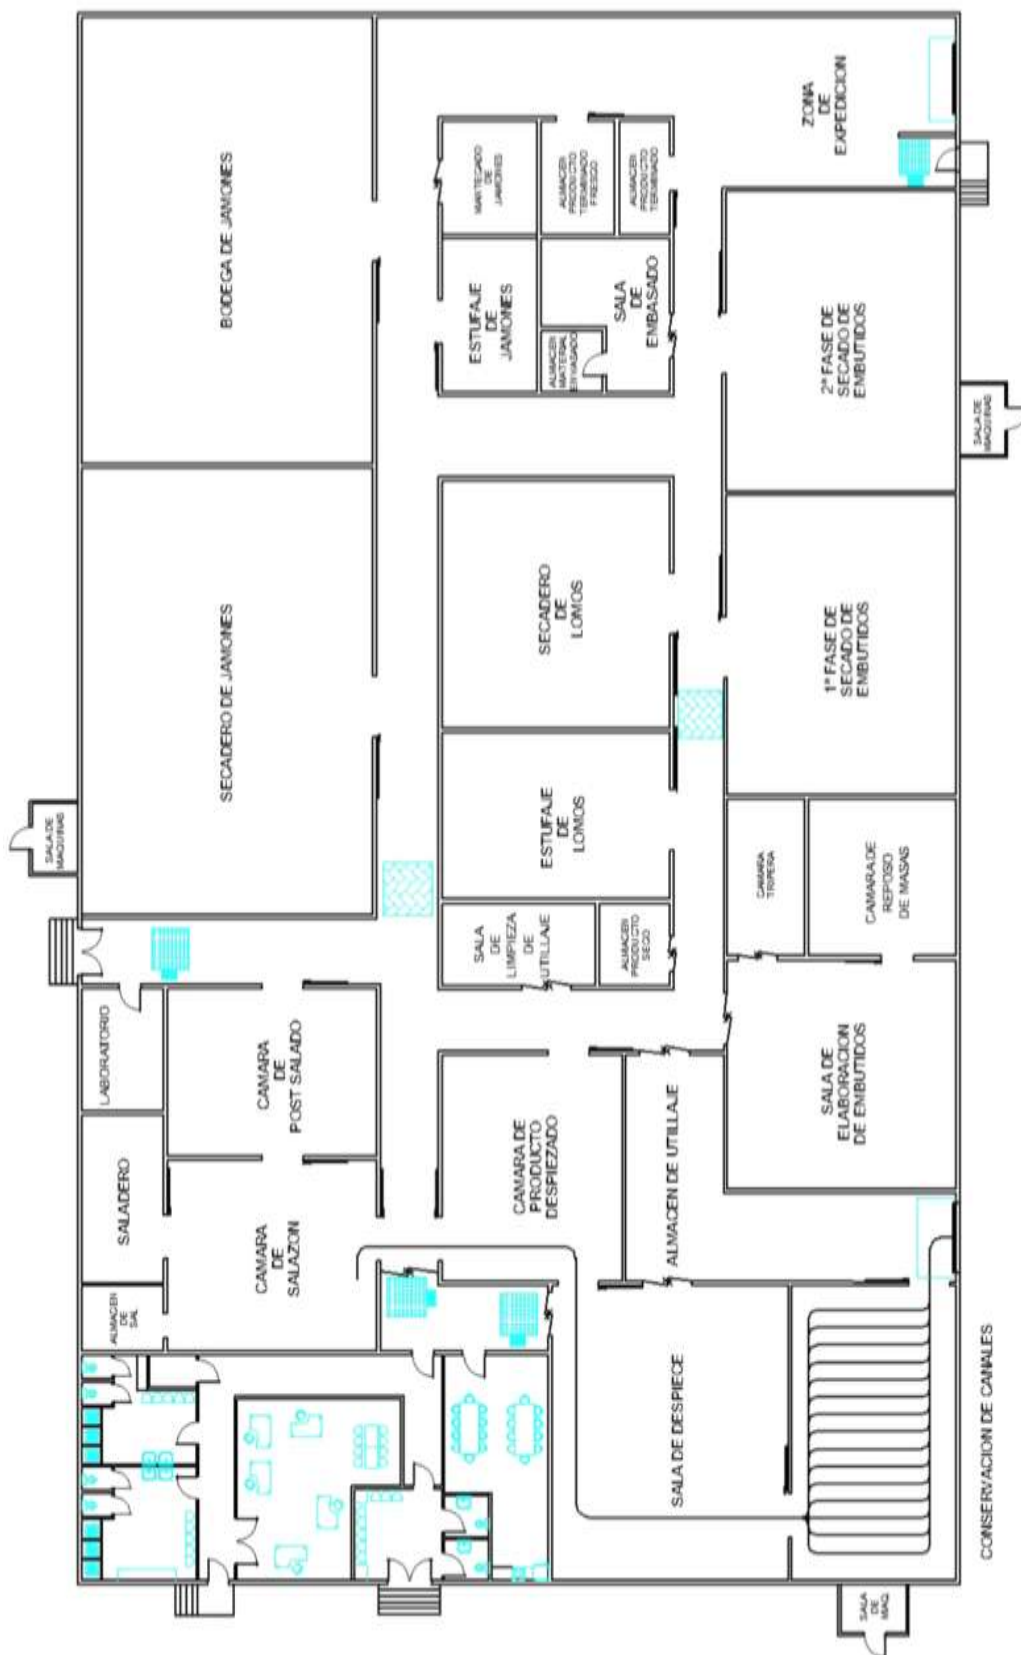 BODEGA DE JAMONES
ZONA
DE
EXPEDICION
MANTECADO
DE
JAMONES
ALMACEN
PRODUCTO
TERMINADO
FRESCO
ALMACEN
PRODUCTO
TERMINADO
ESTUFAJE
DE
JAMONES
SALA
DE
EMBASADO
ALMACEN
MATERIAL
ENVASADO
2ª FASE DE
SECADO DE
EMBUTIDOS
SALA DE
MAQUINAS
SECADERO DE JAMONES
SECADERO
DE
LOMOS
1ª FASE DE
SECADO DE
EMBUTIDOS
SALA DE
MAQUINAS
ESTUFAJE
DE
LOMOS
CAMARA
TRIPERA
CAMARA DE
REPOSO
DE MASAS
SALA
DE
LIMPIEZA
DE
UTILLAJE
ALMACEN
PRODUCTO
SECO
LABORATORIO
CAMARA
DE
POST SALADO
SALADERO
CAMARA
DE
SALAZON
ALMACEN
DE
SAL
CAMARA DE
PRODUCTO
DESPIEZADO
ALMACEN DE UTILLAJE
SALA DE
ELABORACION
DE EMBUTIDOS
SALA DE DESPIECE
CONSERVACION DE CANALES
SALA
DE
MAQ.